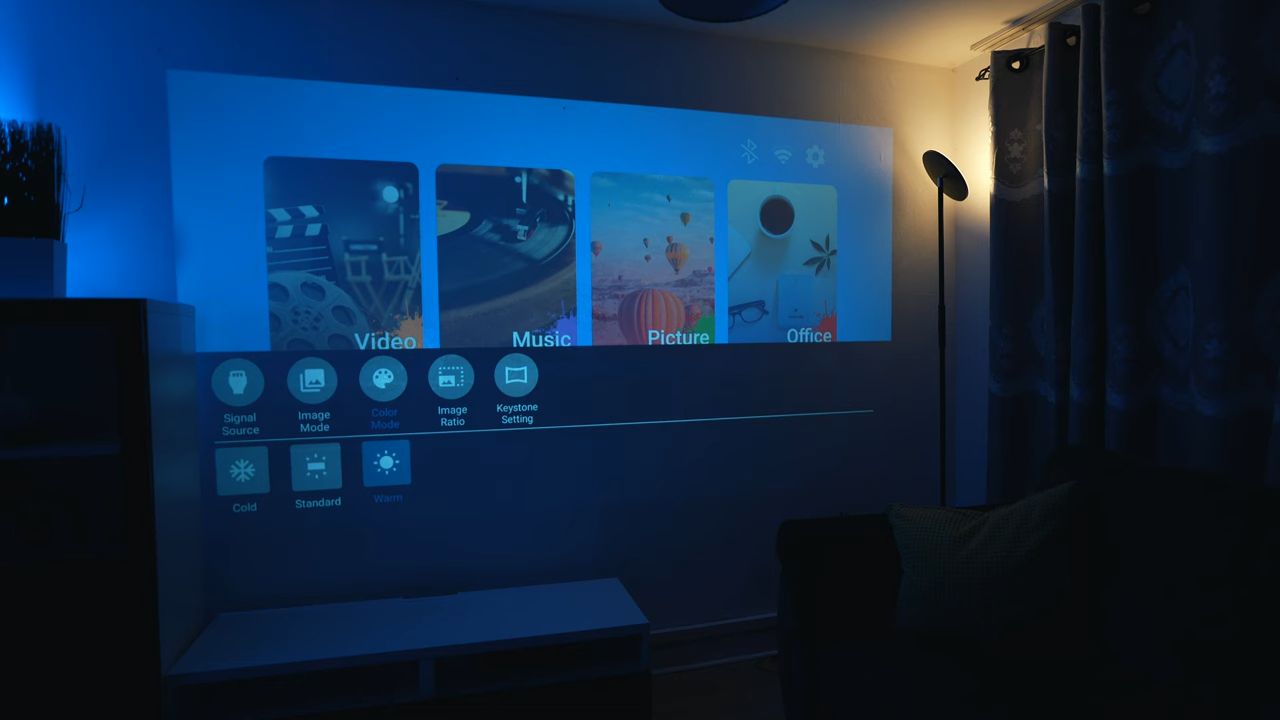 Video
Music
Picture
Office
Signal
Source
Image
Mode
Color
Mode
Image
Ratio
Keystone
Setting
Cold
Standard
Warm